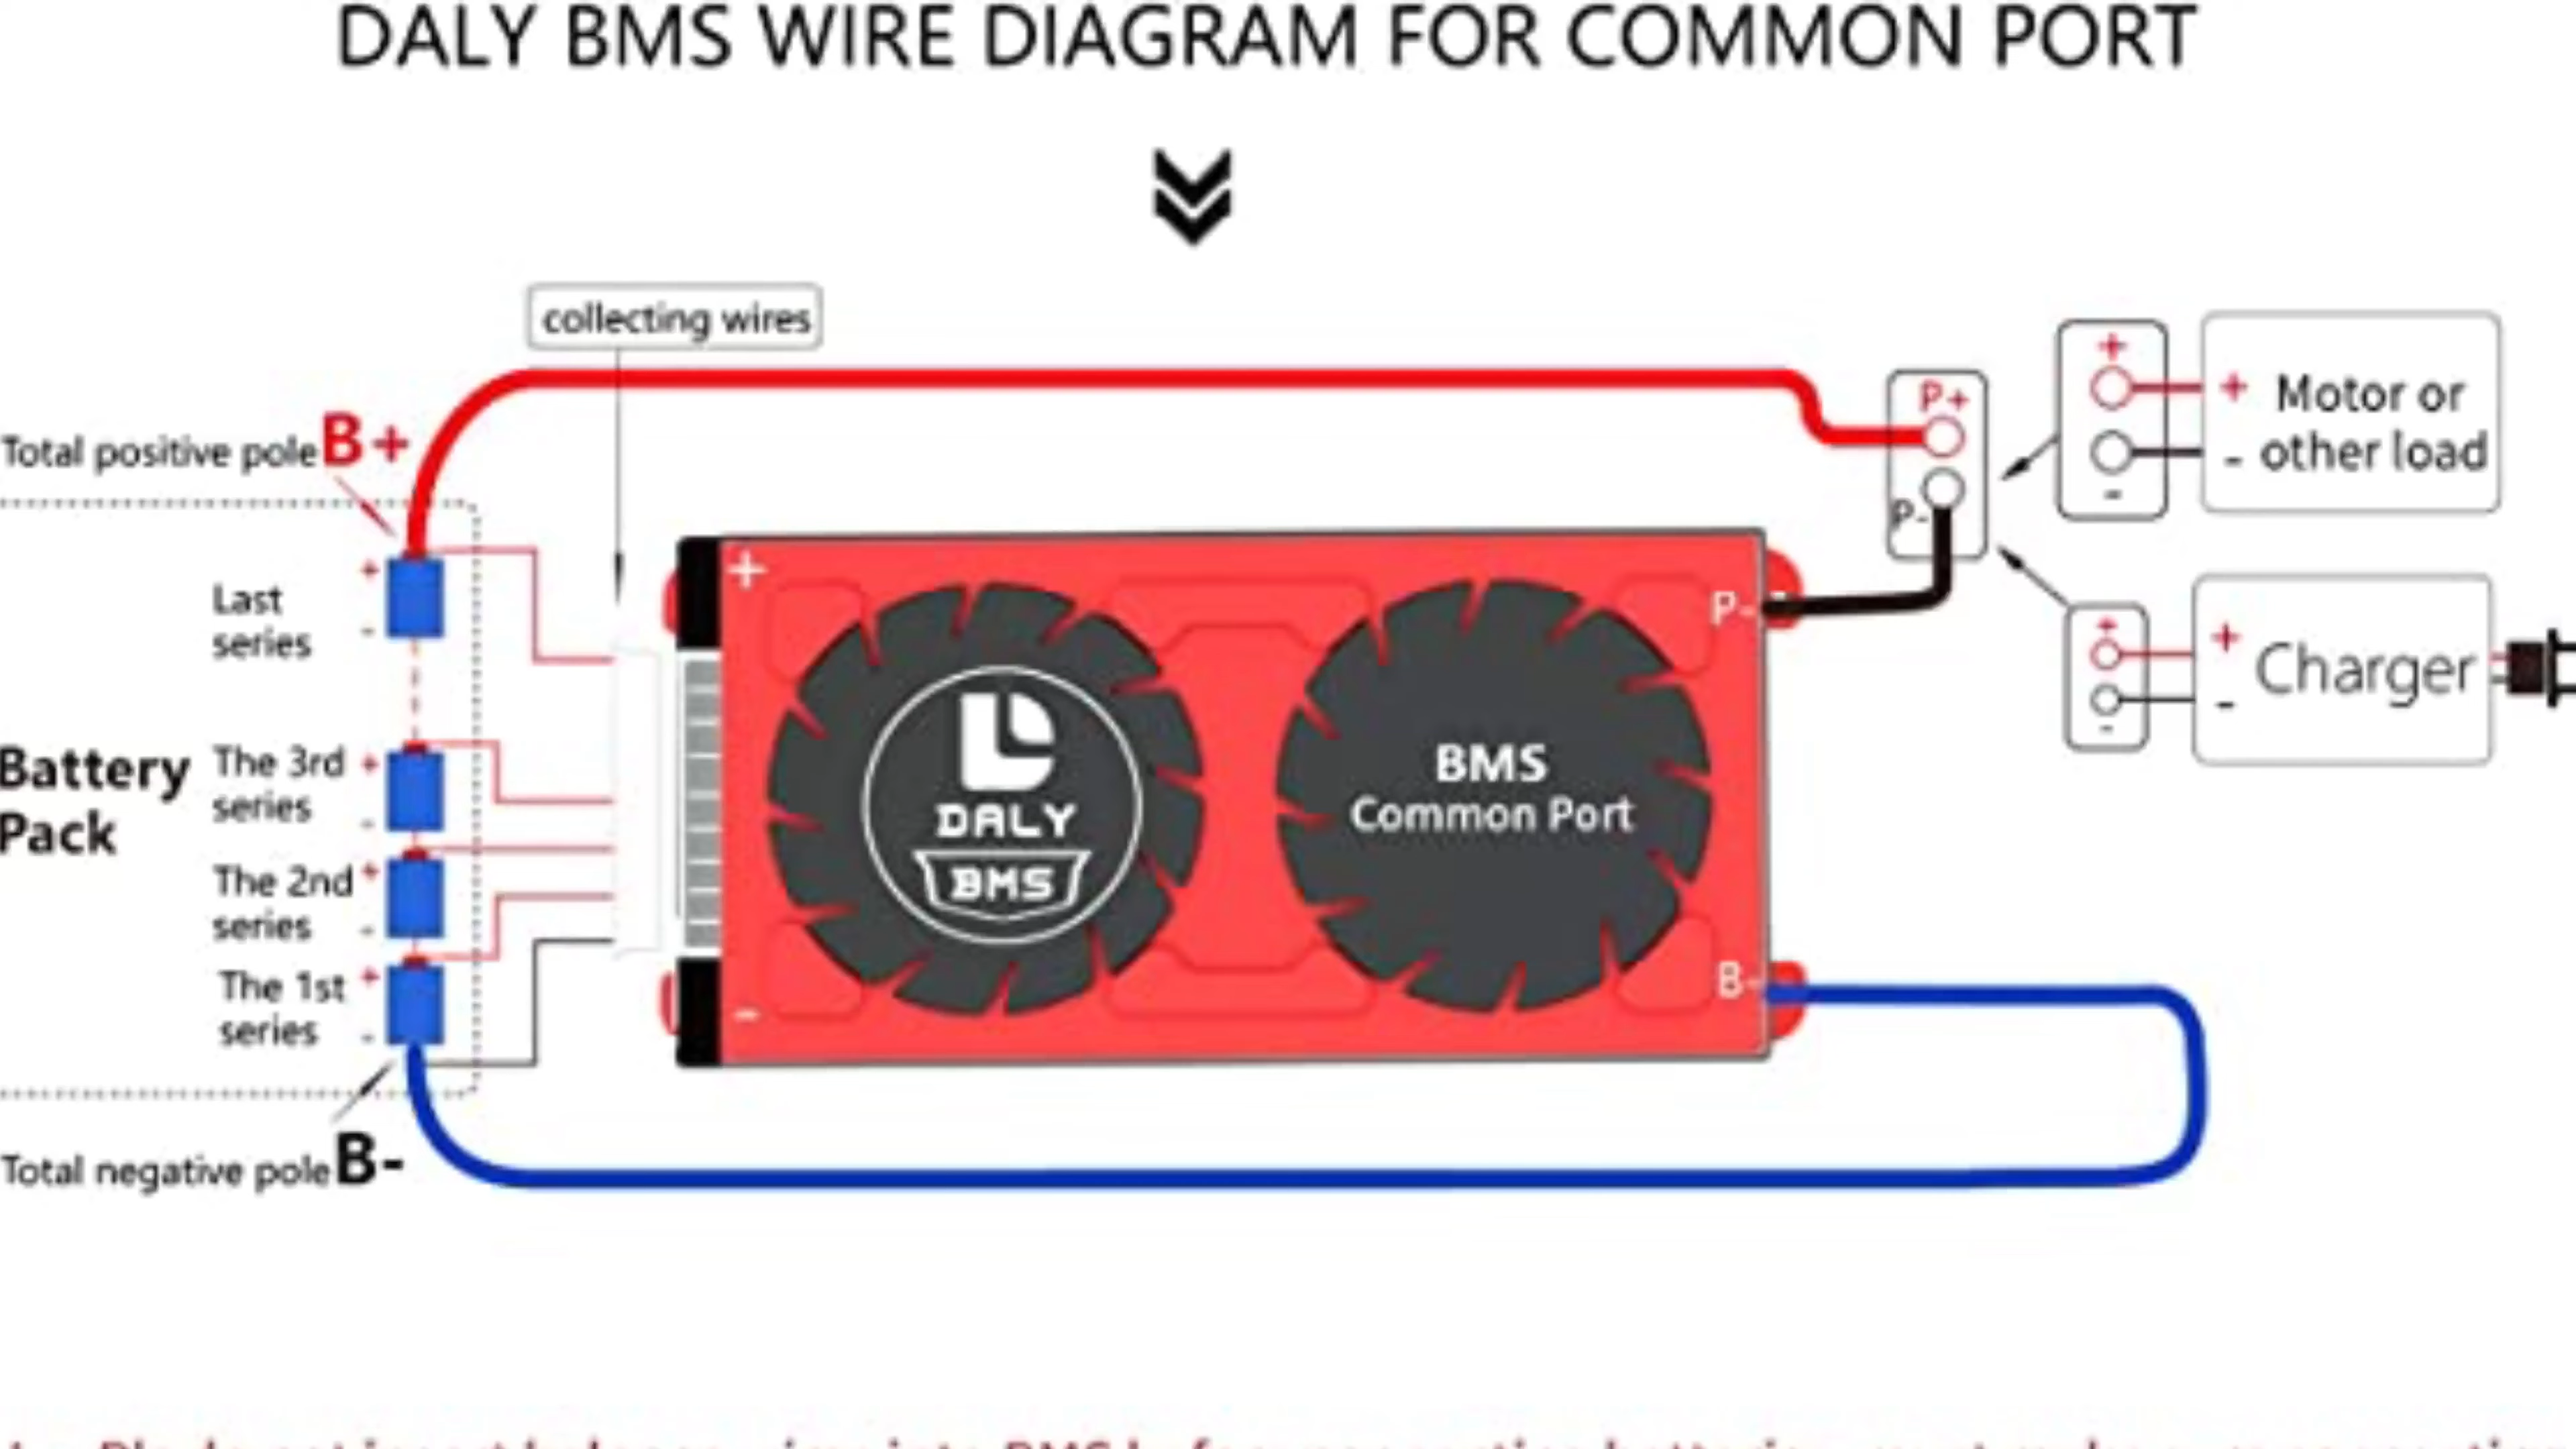 DALY BMS WIRE DIAGRAM FOR COMMON PORT
collecting wires
Total positive pole B+
P+
P-
+
-
+ Motor or
- other load
+
-
+
-
Charger
Last
series
+
-
Battery
Pack
The 3rd
series
+
-
The 2nd
series
+
-
The 1st
series
+
-
Total negative pole B-
+
-
DALY
BMS
BMS
Common Port
P-
B-